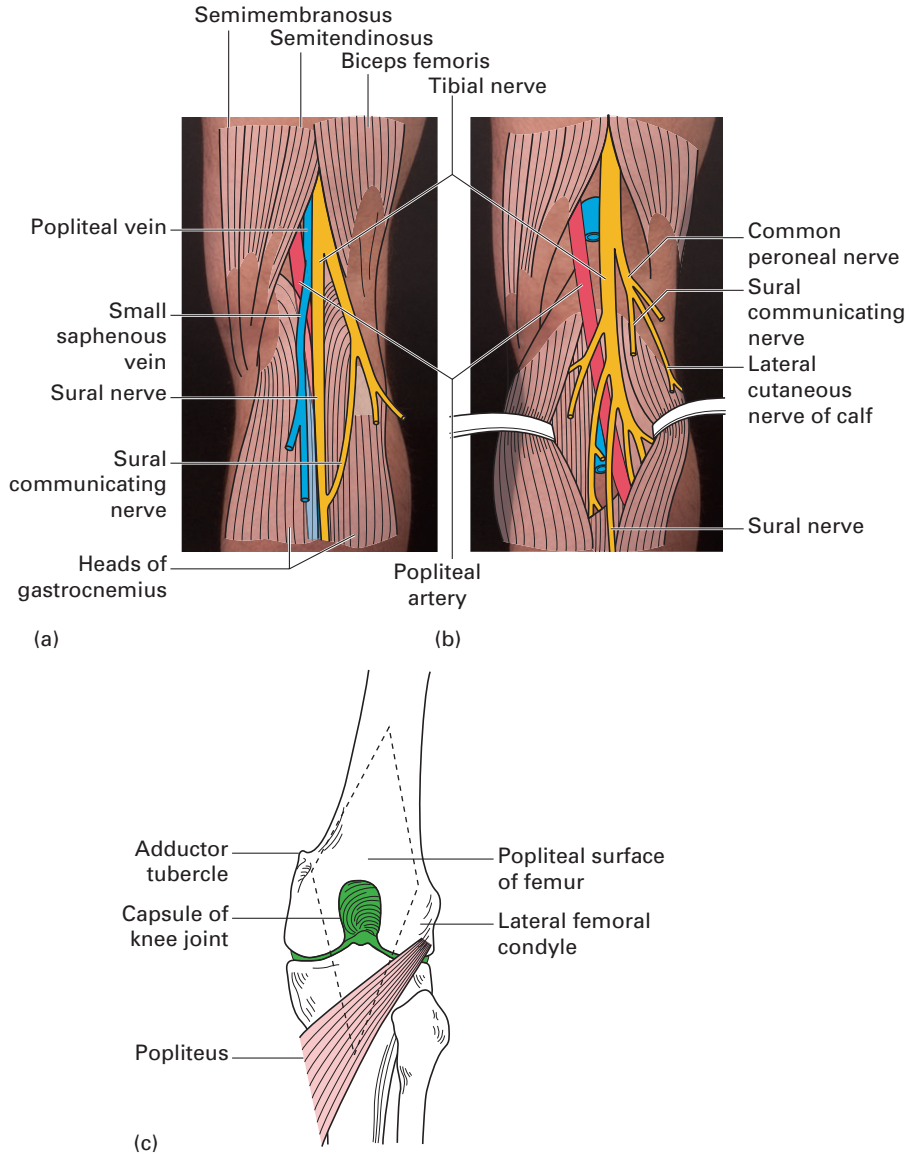 Semimembranosus
Semitendinosus
Biceps femoris
Tibial nerve
Popliteal vein
Small
saphenous
vein
Sural nerve
Sural
communicating
nerve
Heads of
gastrocnemius
Common
peroneal nerve
Sural
communicating
nerve
Lateral
cutaneous
nerve of calf
Sural nerve
Popliteal
artery
(a)
(b)
Adductor
tubercle
Capsule of
knee joint
Popliteus
Popliteal surface
of femur
Lateral femoral
condyle
(c)